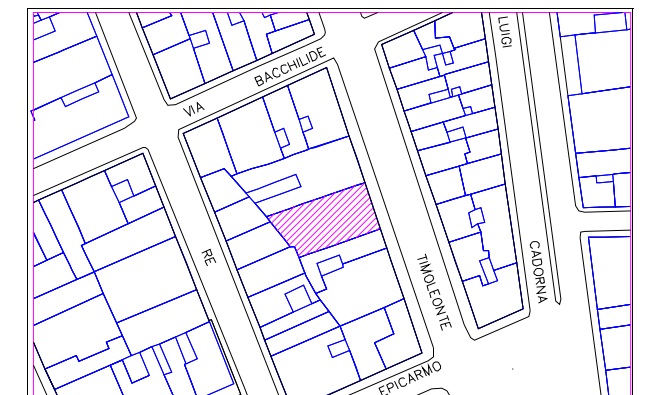 LUIGI
BACCHILIDE
VIA
RE
TIMOLEONTE
CADORNA
EPICARMO